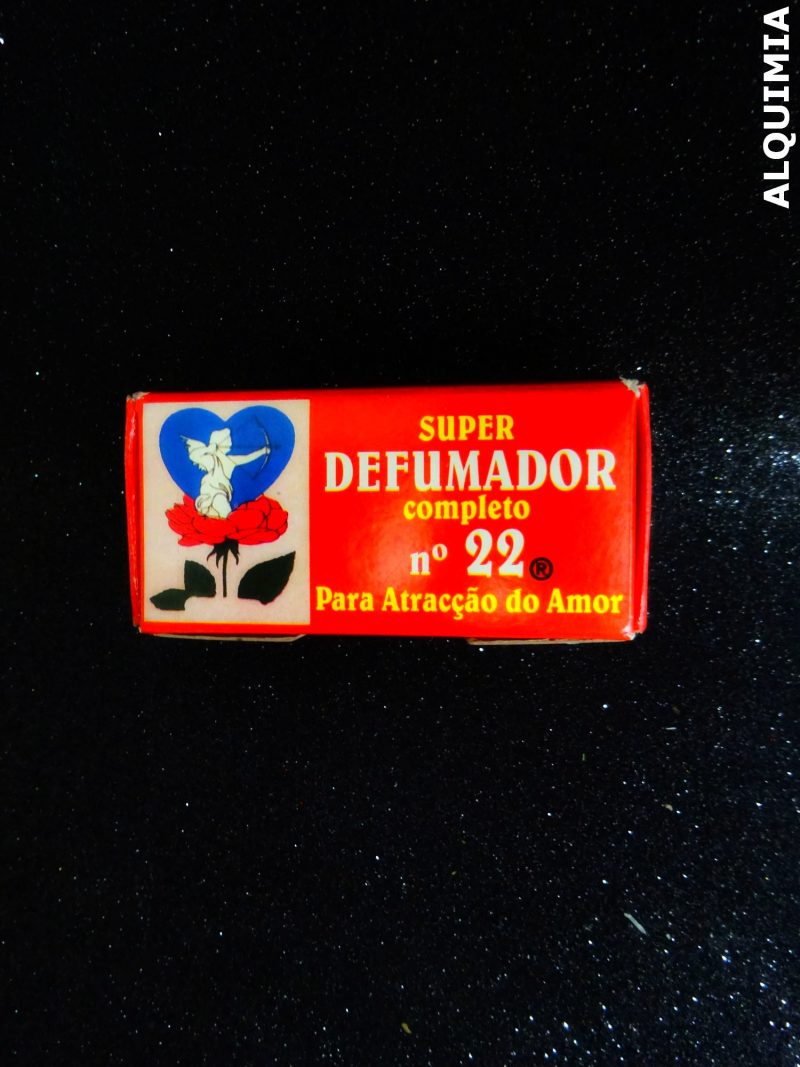 ALQUIMIA
SUPER
DEFUMADOR
completo
nº 22®
Para Atracção do Amor